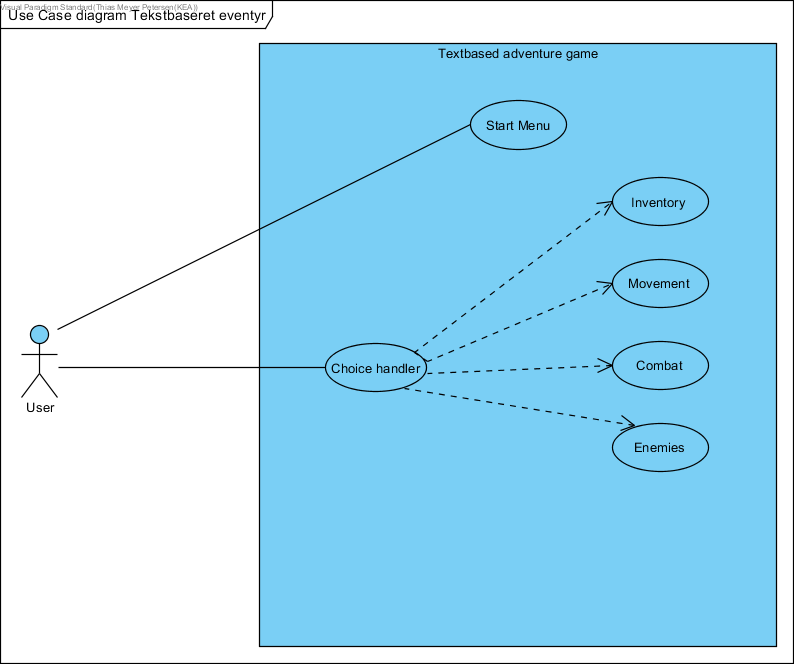 Visual Paradigm Standard(Thias Meyer Petersen(KEA))
Use Case diagram Tekstbaseret eventyr
Textbased adventure game
Start Menu
Inventory
Movement
Combat
Choice handler
User
Enemies